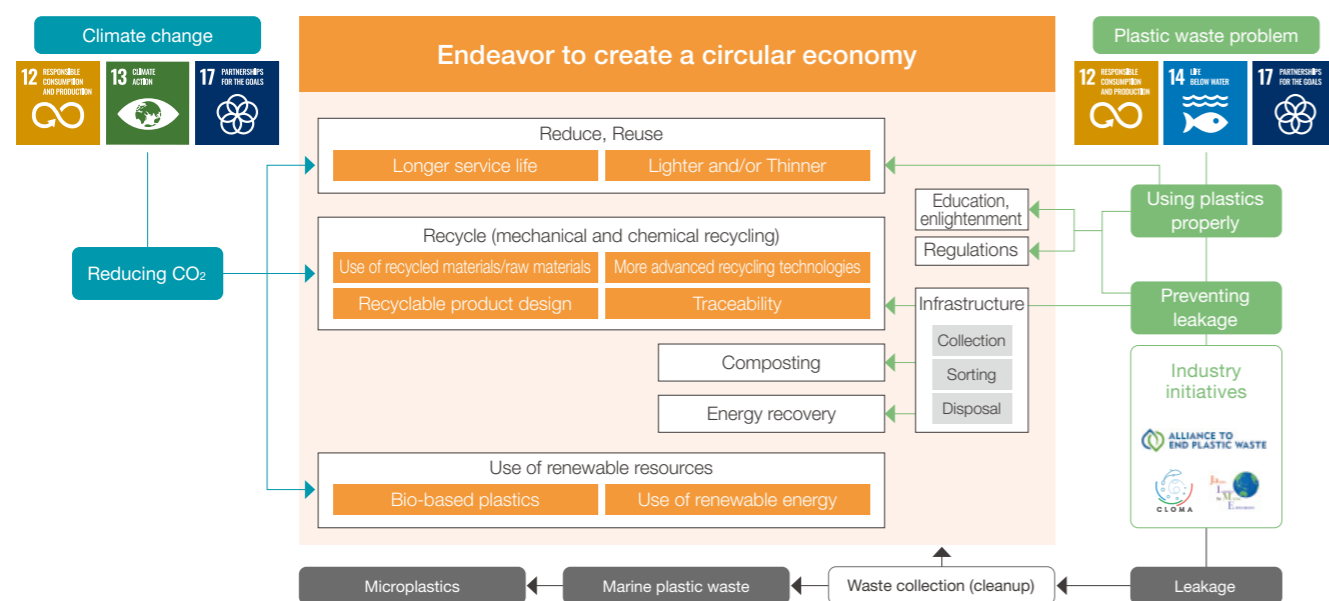 Climate change
12 RESPONSIBLE
CONSUMPTION
AND PRODUCTION
13 CLIMATE
ACTION
17 PARTNERSHIPS
FOR THE GOALS
Endeavor to create a circular economy
Plastic waste problem
12 RESPONSIBLE
CONSUMPTION
AND PRODUCTION
14 LIFE
BELOW WATER
17 PARTNERSHIPS
FOR THE GOALS
Reduce, Reuse
Longer service life
Lighter and/or Thinner
Education,
enlightenment
Regulations
Using plastics
properly
Reducing CO₂
Recycle (mechanical and chemical recycling)
Use of recycled materials/raw materials
More advanced recycling technologies
Recyclable product design
Traceability
Infrastructure
Collection
Sorting
Disposal
Preventing
leakage
Composting
Energy recovery
Industry
initiatives
ALLIANCE TO
END PLASTIC WASTE
CLOMA
Use of renewable resources
Bio-based plastics
Use of renewable energy
Microplastics
Marine plastic waste
Waste collection (cleanup)
Leakage